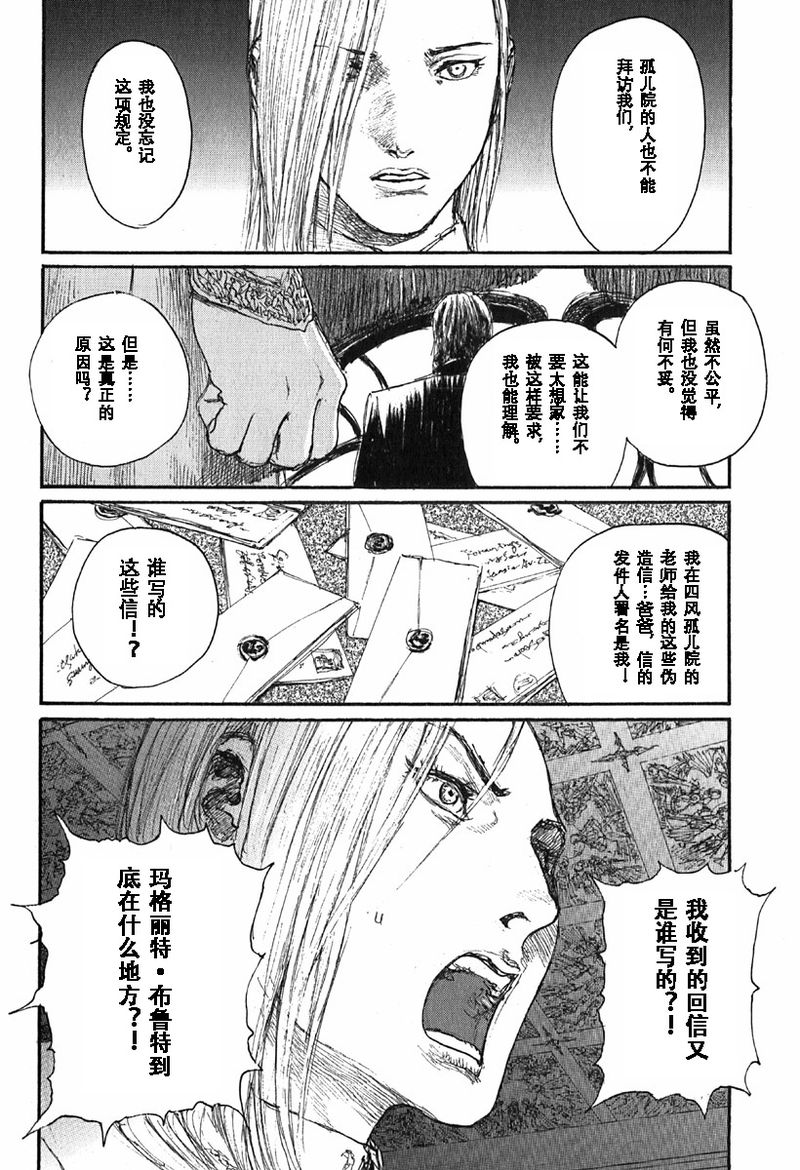 孤儿院的人也不能
拜访我们，
我也没忘记
这项规定。
虽然不公平，
但我也没觉得
有何不妥。
这能让我们不
要太想家……
被这样要求，
我也能理解。
但是……
这是真正的
原因吗？
我在四风孤儿院的
老师给我的这些伪
造信…爸爸，信的
发件人署名是我！
谁写的
这些信！？
我收到的回信又
是谁写的？！
玛格丽特·布鲁特到
底在什么地方？！